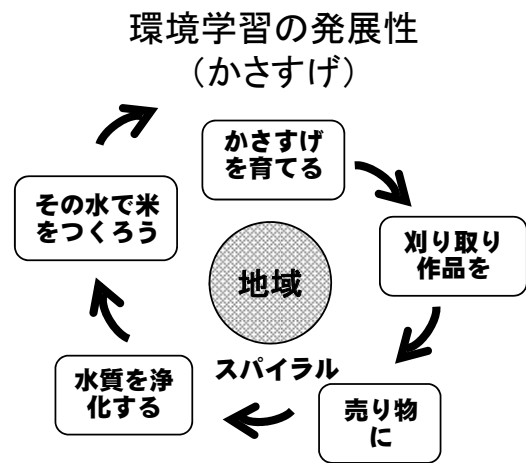 環境学習の発展性
（かさすげ）
かさすげ
を育てる
刈り取り
作品を
売り物
に
水質を浄
化する
その水で米
をつくろう
地域
スパイラル